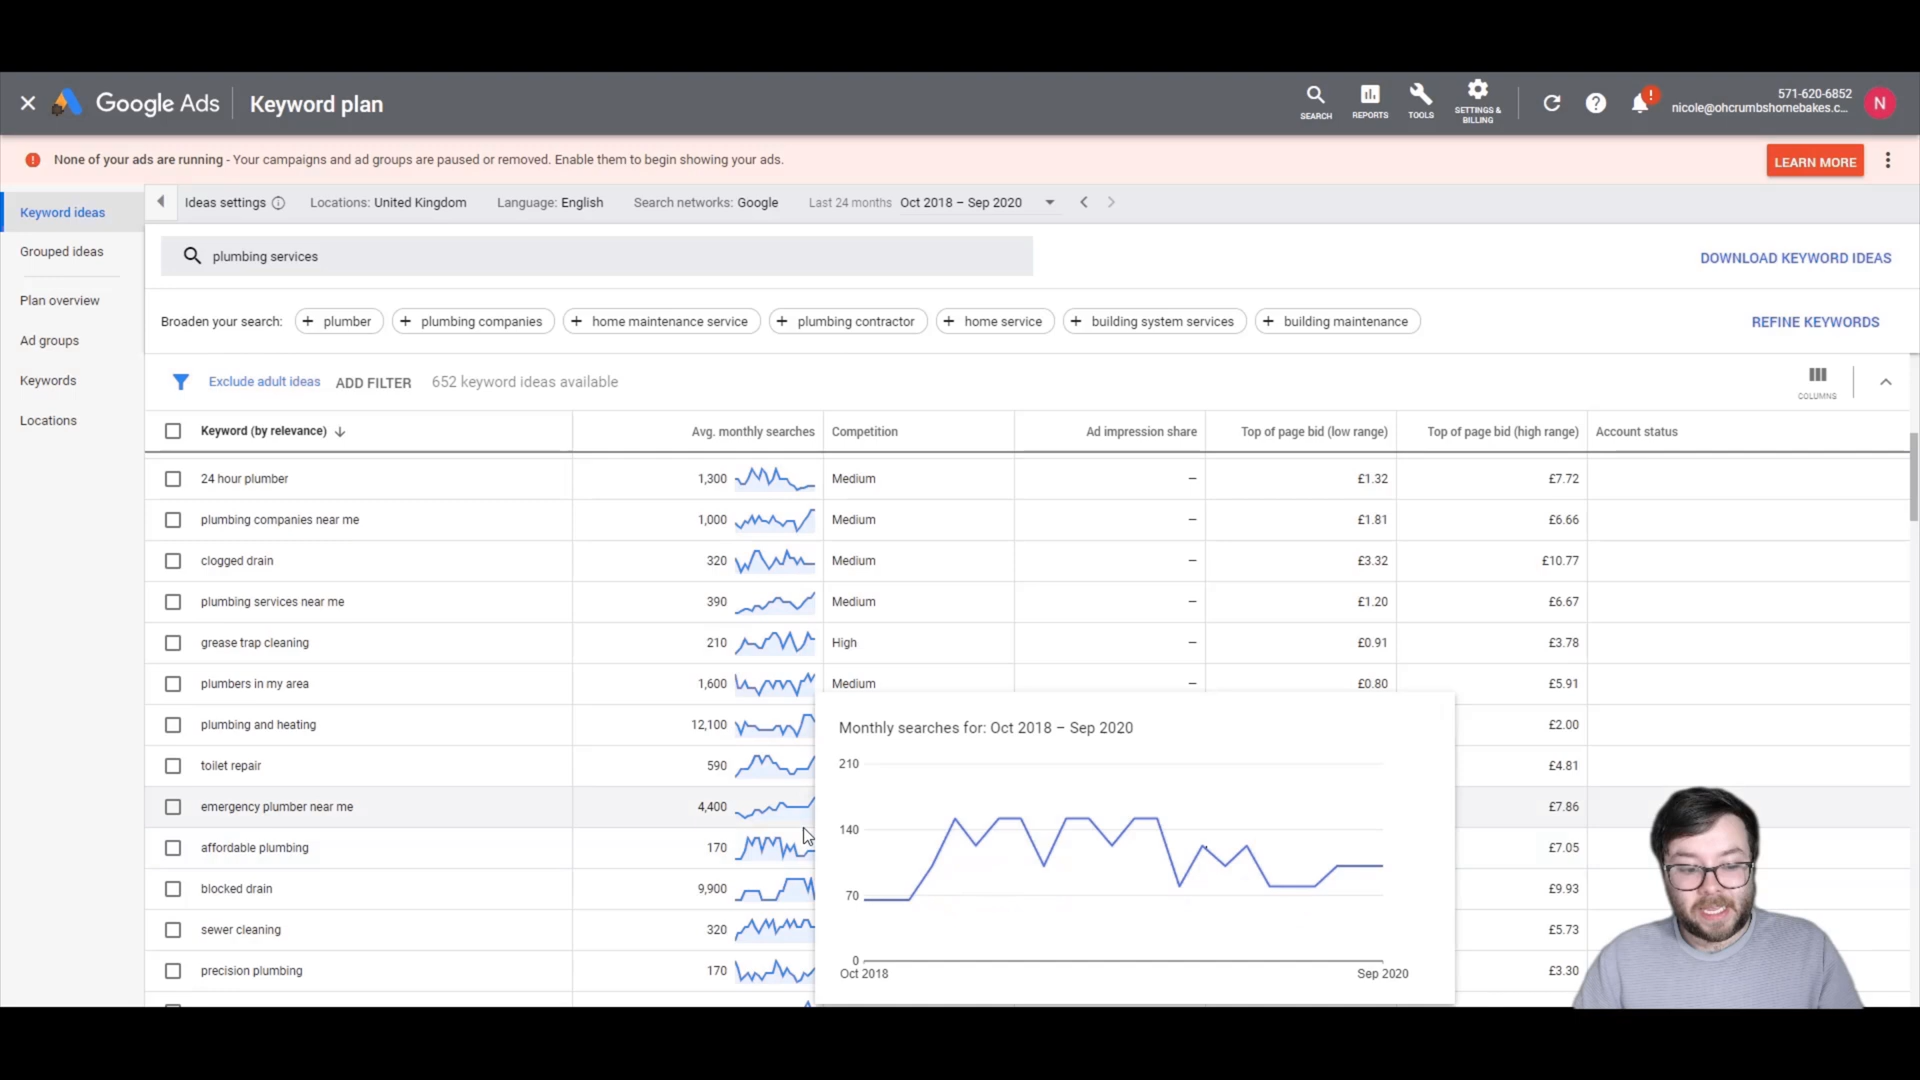 Google Ads
Keyword plan
SEARCH
REPORTS
TOOLS
SETTINGS & BILLING
571-620-6852
nicole@ohcrumbshomebakes.c...
N
None of your ads are running - Your campaigns and ad groups are paused or removed. Enable them to begin showing your ads.
LEARN MORE
Keyword ideas
Grouped ideas
Plan overview
Ad groups
Keywords
Locations
Ideas settings
Locations: United Kingdom
Language: English
Search networks: Google
Last 24 months
Oct 2018 – Sep 2020
plumbing services
DOWNLOAD KEYWORD IDEAS
Broaden your search: + plumber + plumbing companies + home maintenance service + plumbing contractor + home service + building system services + building maintenance
REFINE KEYWORDS
Exclude adult ideas ADD FILTER 652 keyword ideas available
COLUMNS
Keyword (by relevance) Avg. monthly searches Competition Ad impression share Top of page bid (low range) Top of page bid (high range) Account status
24 hour plumber 1,300 Medium – £1.32 £7.72
plumbing companies near me 1,000 Medium – £1.81 £6.66
clogged drain 320 Medium – £3.32 £10.77
plumbing services near me 390 Medium – £1.20 £6.67
grease trap cleaning 210 High – £0.91 £3.78
plumbers in my area 1,600 Medium – £0.80 £5.91
plumbing and heating 12,100 £2.00
toilet repair 590 £4.81
emergency plumber near me 4,400 £7.86
affordable plumbing 170 £7.05
blocked drain 9,900 £9.93
sewer cleaning 320 £5.73
precision plumbing 170 £3.30
Monthly searches for: Oct 2018 – Sep 2020
210
140
70
0
Oct 2018 Sep 2020